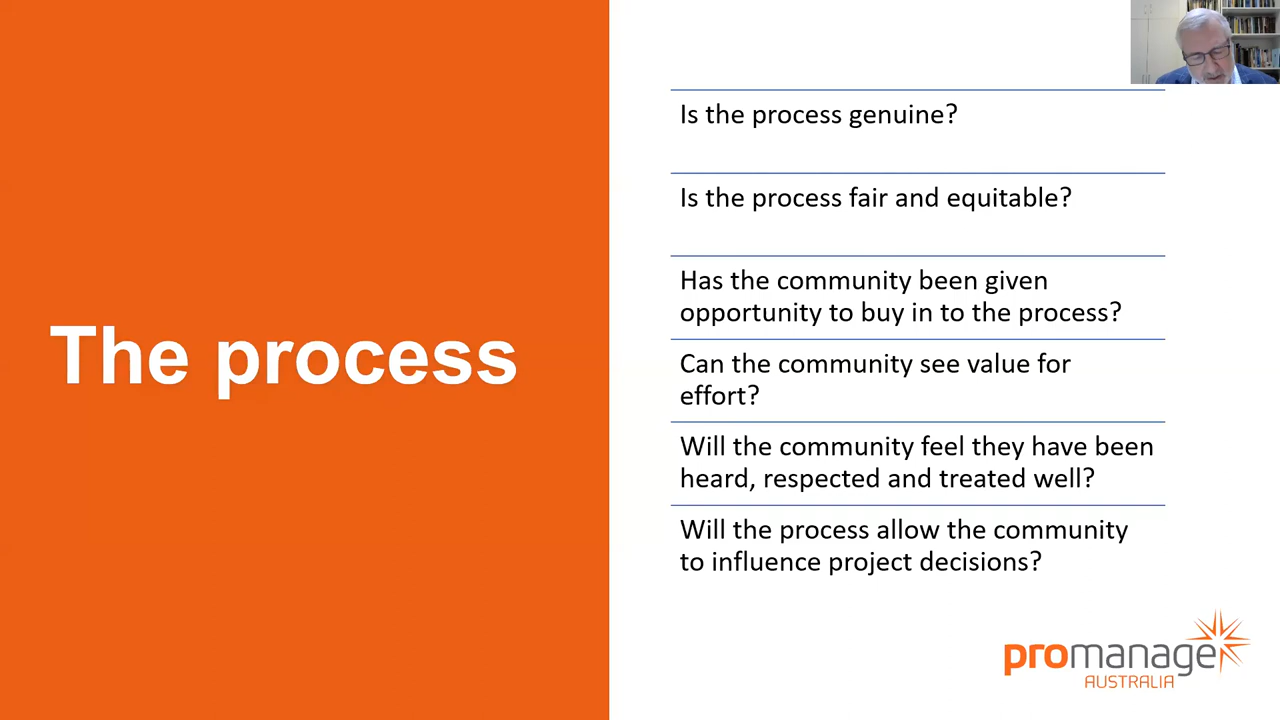 The process
Is the process genuine?
Is the process fair and equitable?
Has the community been given
opportunity to buy in to the process?
Can the community see value for
effort?
Will the community feel they have been
heard, respected and treated well?
Will the process allow the community
to influence project decisions?
promanage
AUSTRALIA